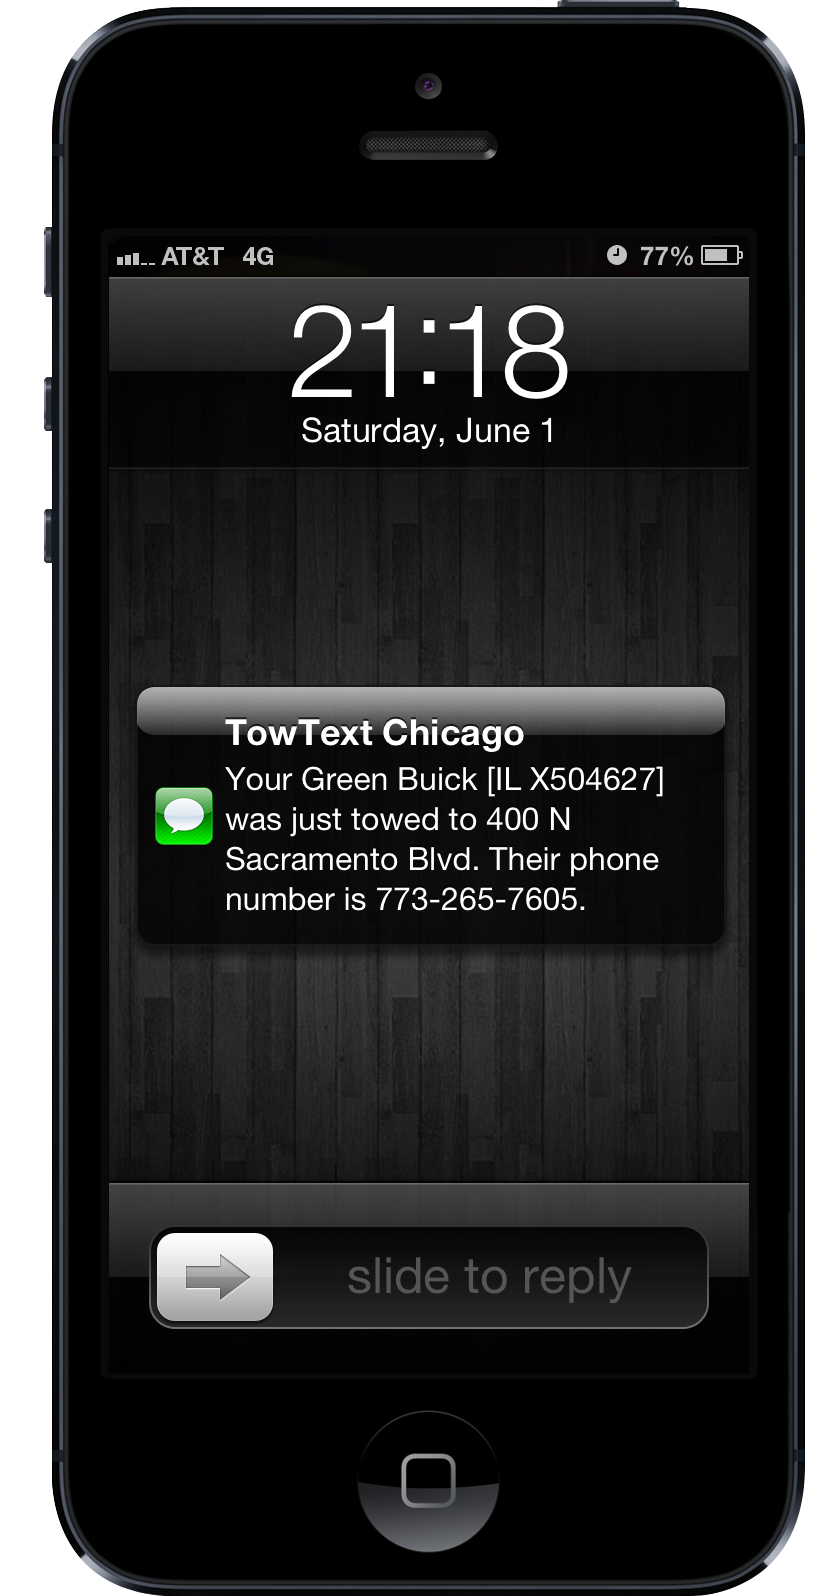 AT&T 4G 77%
21:18
Saturday, June 1
TowText Chicago
Your Green Buick [IL X504627]
was just towed to 400 N
Sacramento Blvd. Their phone
number is 773-265-7605.
slide to reply